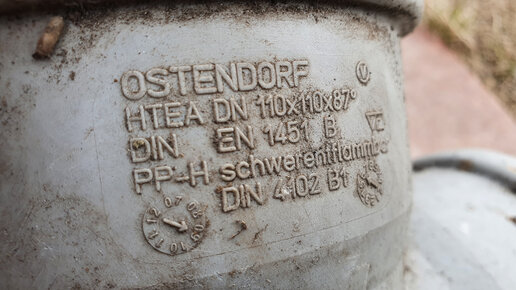 OSTENDORF
HTEA DN 110x110x87°
DIN EN 1451 B
PP-H schwerentflammbar
DIN 4102 B1